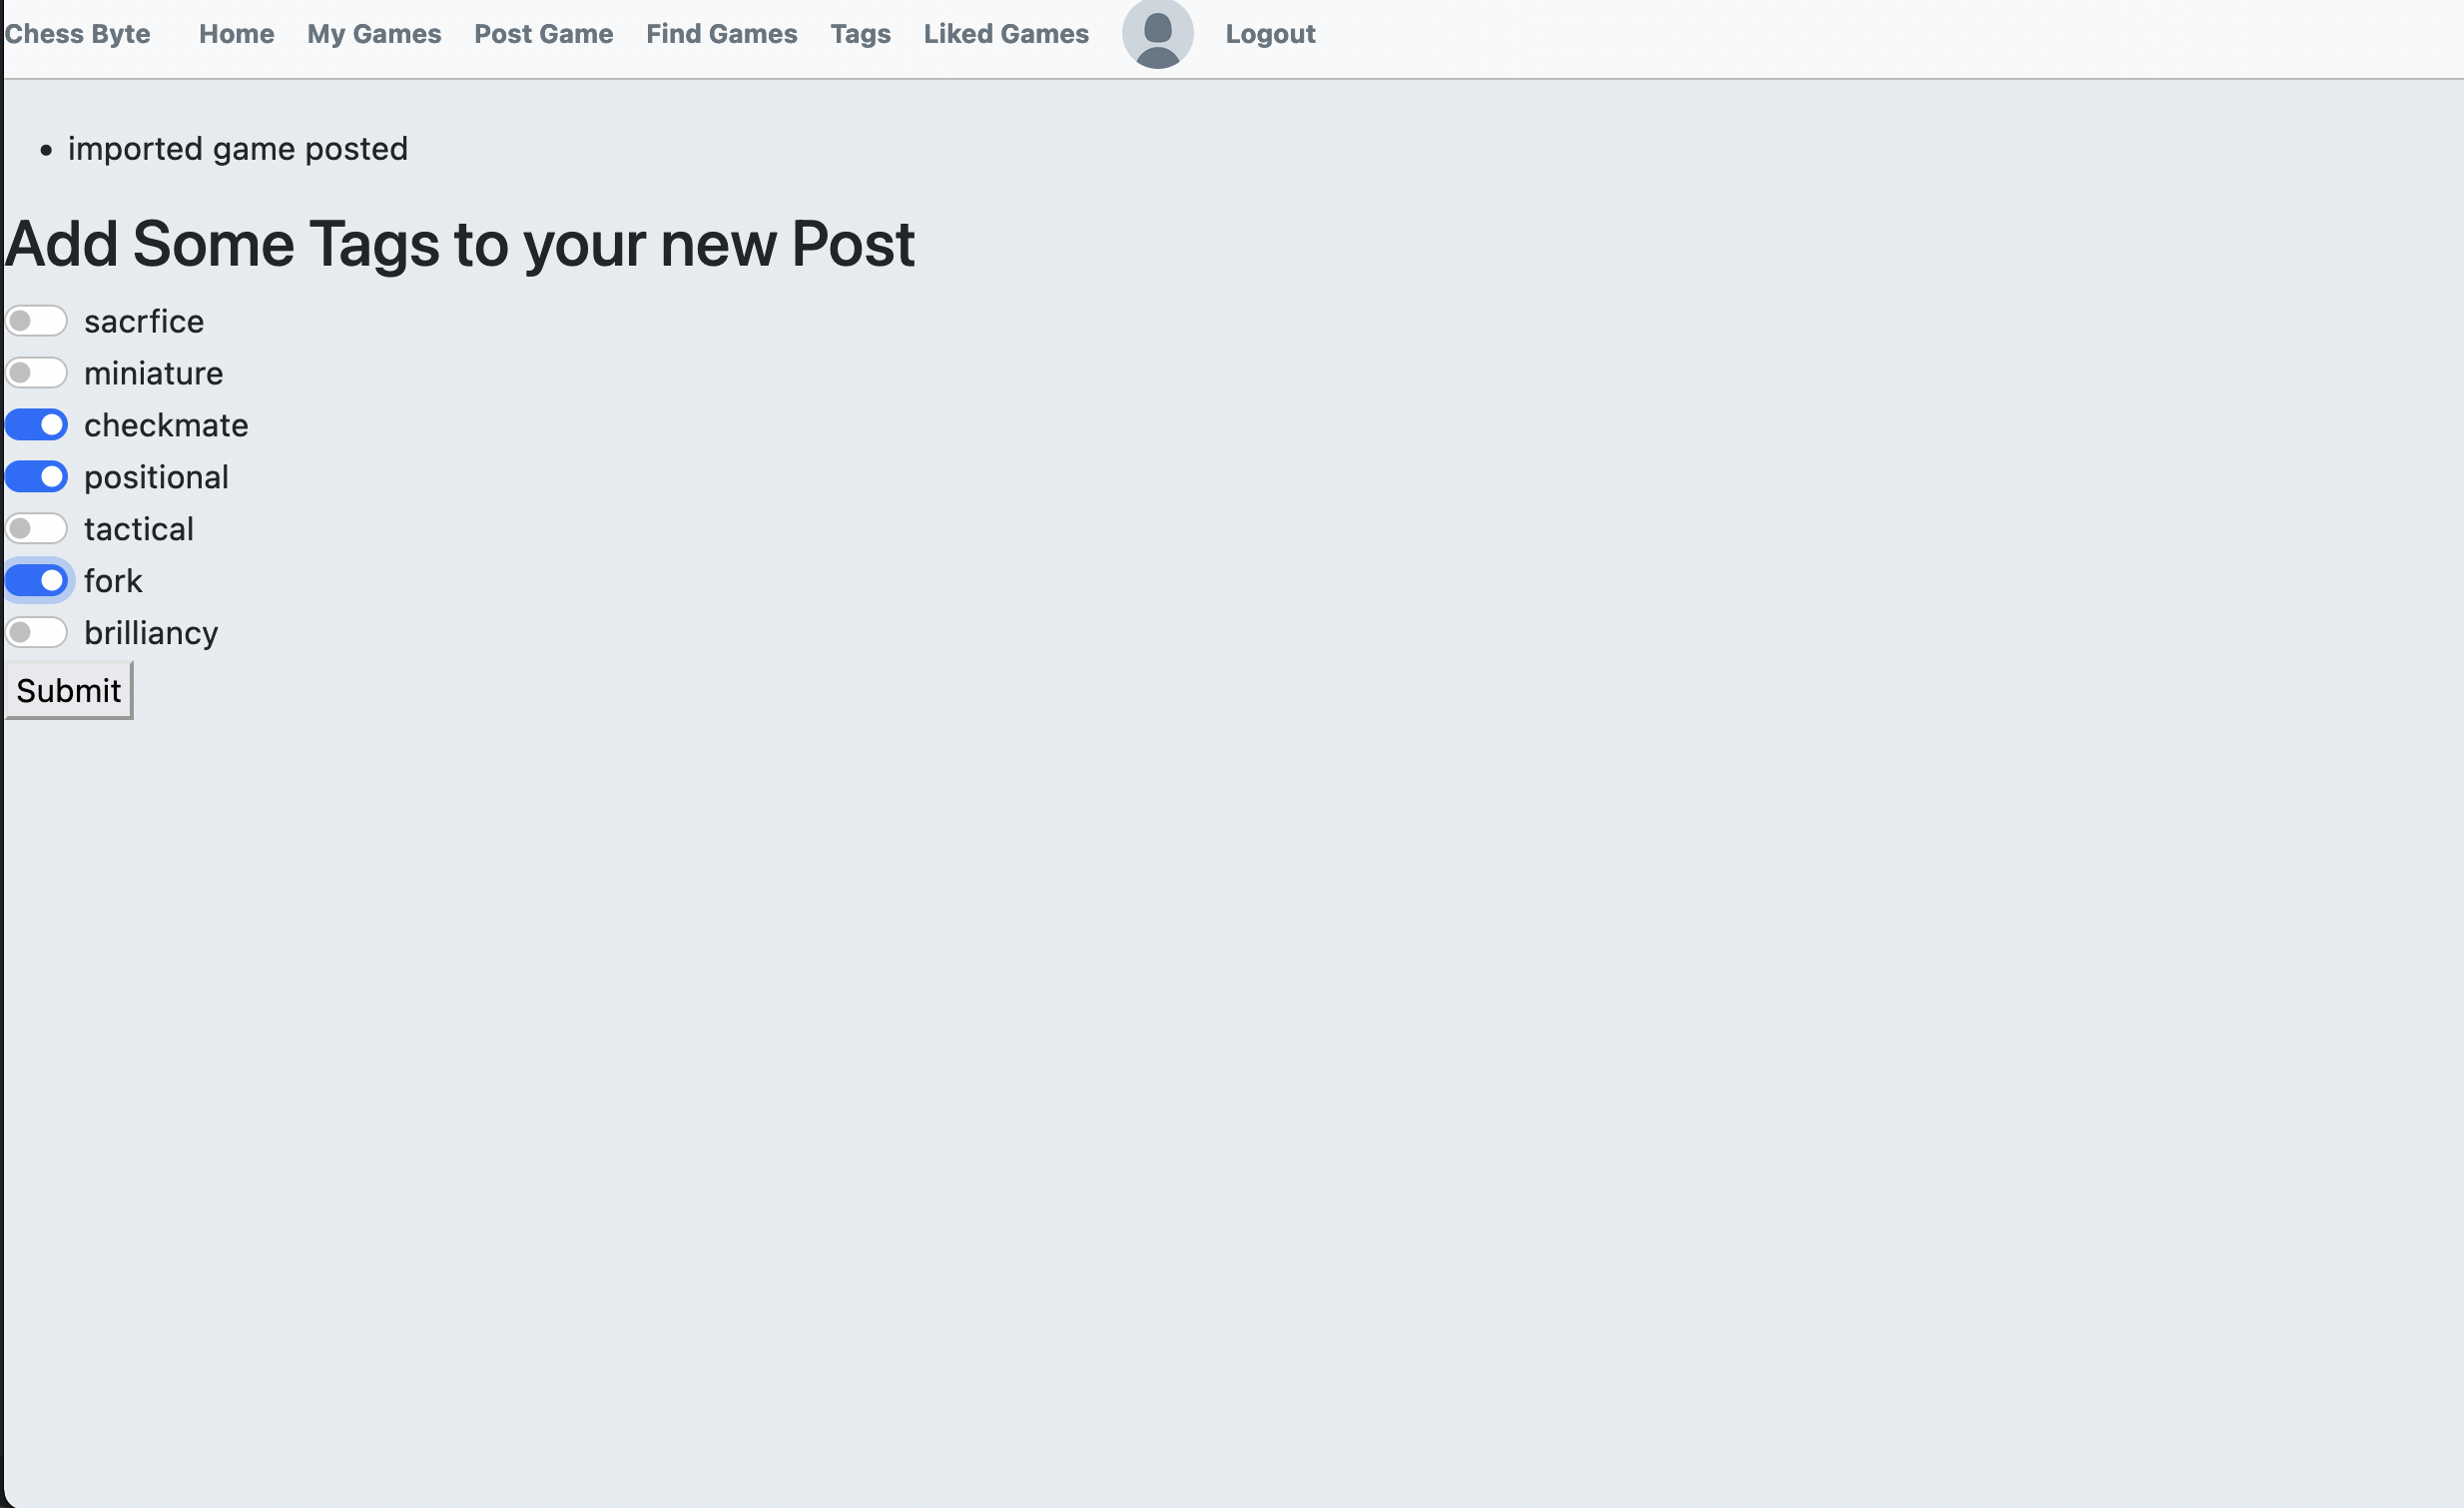 Chess Byte Home My Games Post Game Find Games Tags Liked Games Logout
imported game posted
Add Some Tags to your new Post
sacrfice
miniature
checkmate
positional
tactical
fork
brilliancy
Submit